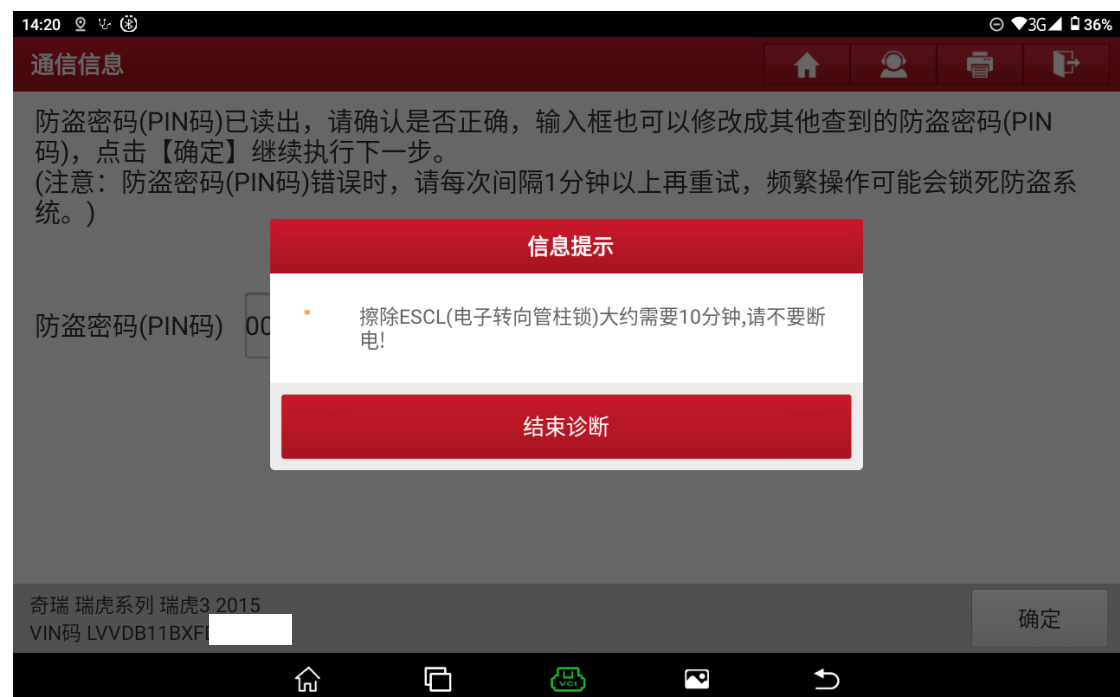 14:20
3G 36%
通信信息
防盗密码(PIN码)已读出，请确认是否正确，输入框也可以修改成其他查到的防盗密码(PIN
码)，点击【确定】继续执行下一步。
(注意：防盗密码(PIN码)错误时，请每次间隔1分钟以上再重试，频繁操作可能会锁死防盗系
统。)
信息提示
擦除ESCL(电子转向管柱锁)大约需要10分钟,请不要断
电!
防盗密码(PIN码) 00
结束诊断
奇瑞 瑞虎系列 瑞虎3 2015
VIN码 LVVDB11BXF
确定
VCI